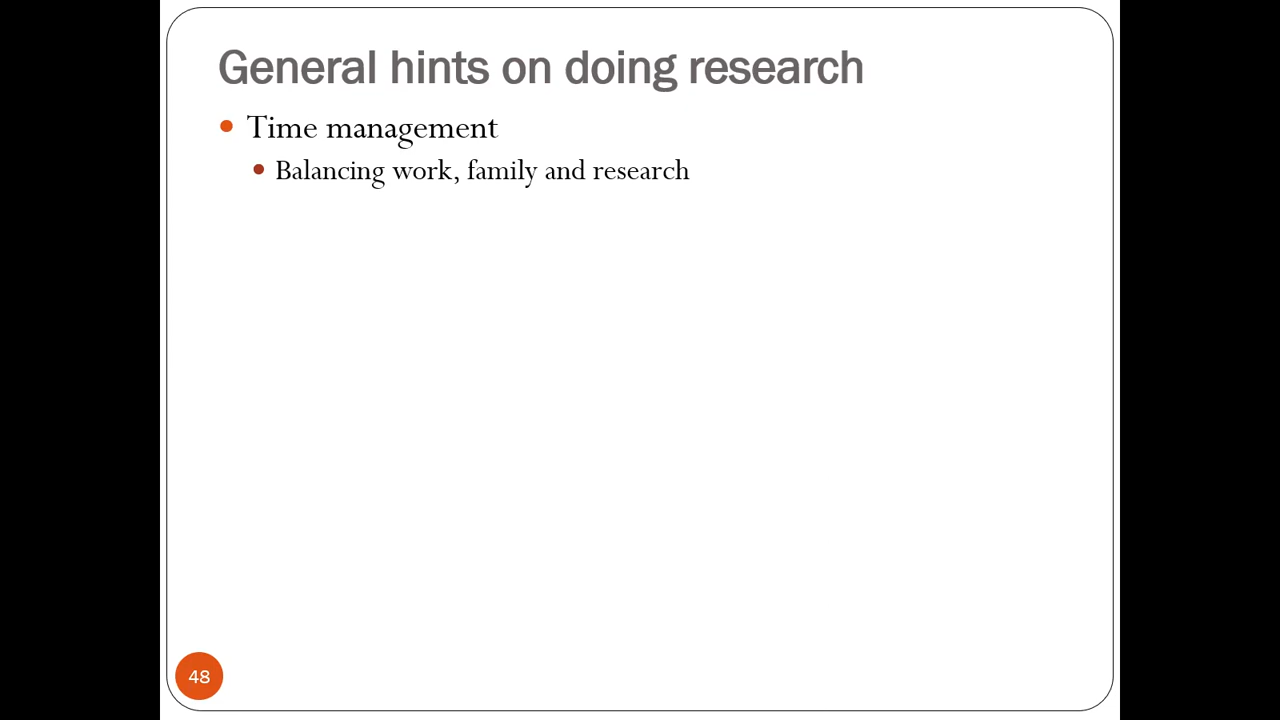 General hints on doing research
Time management
Balancing work, family and research
48